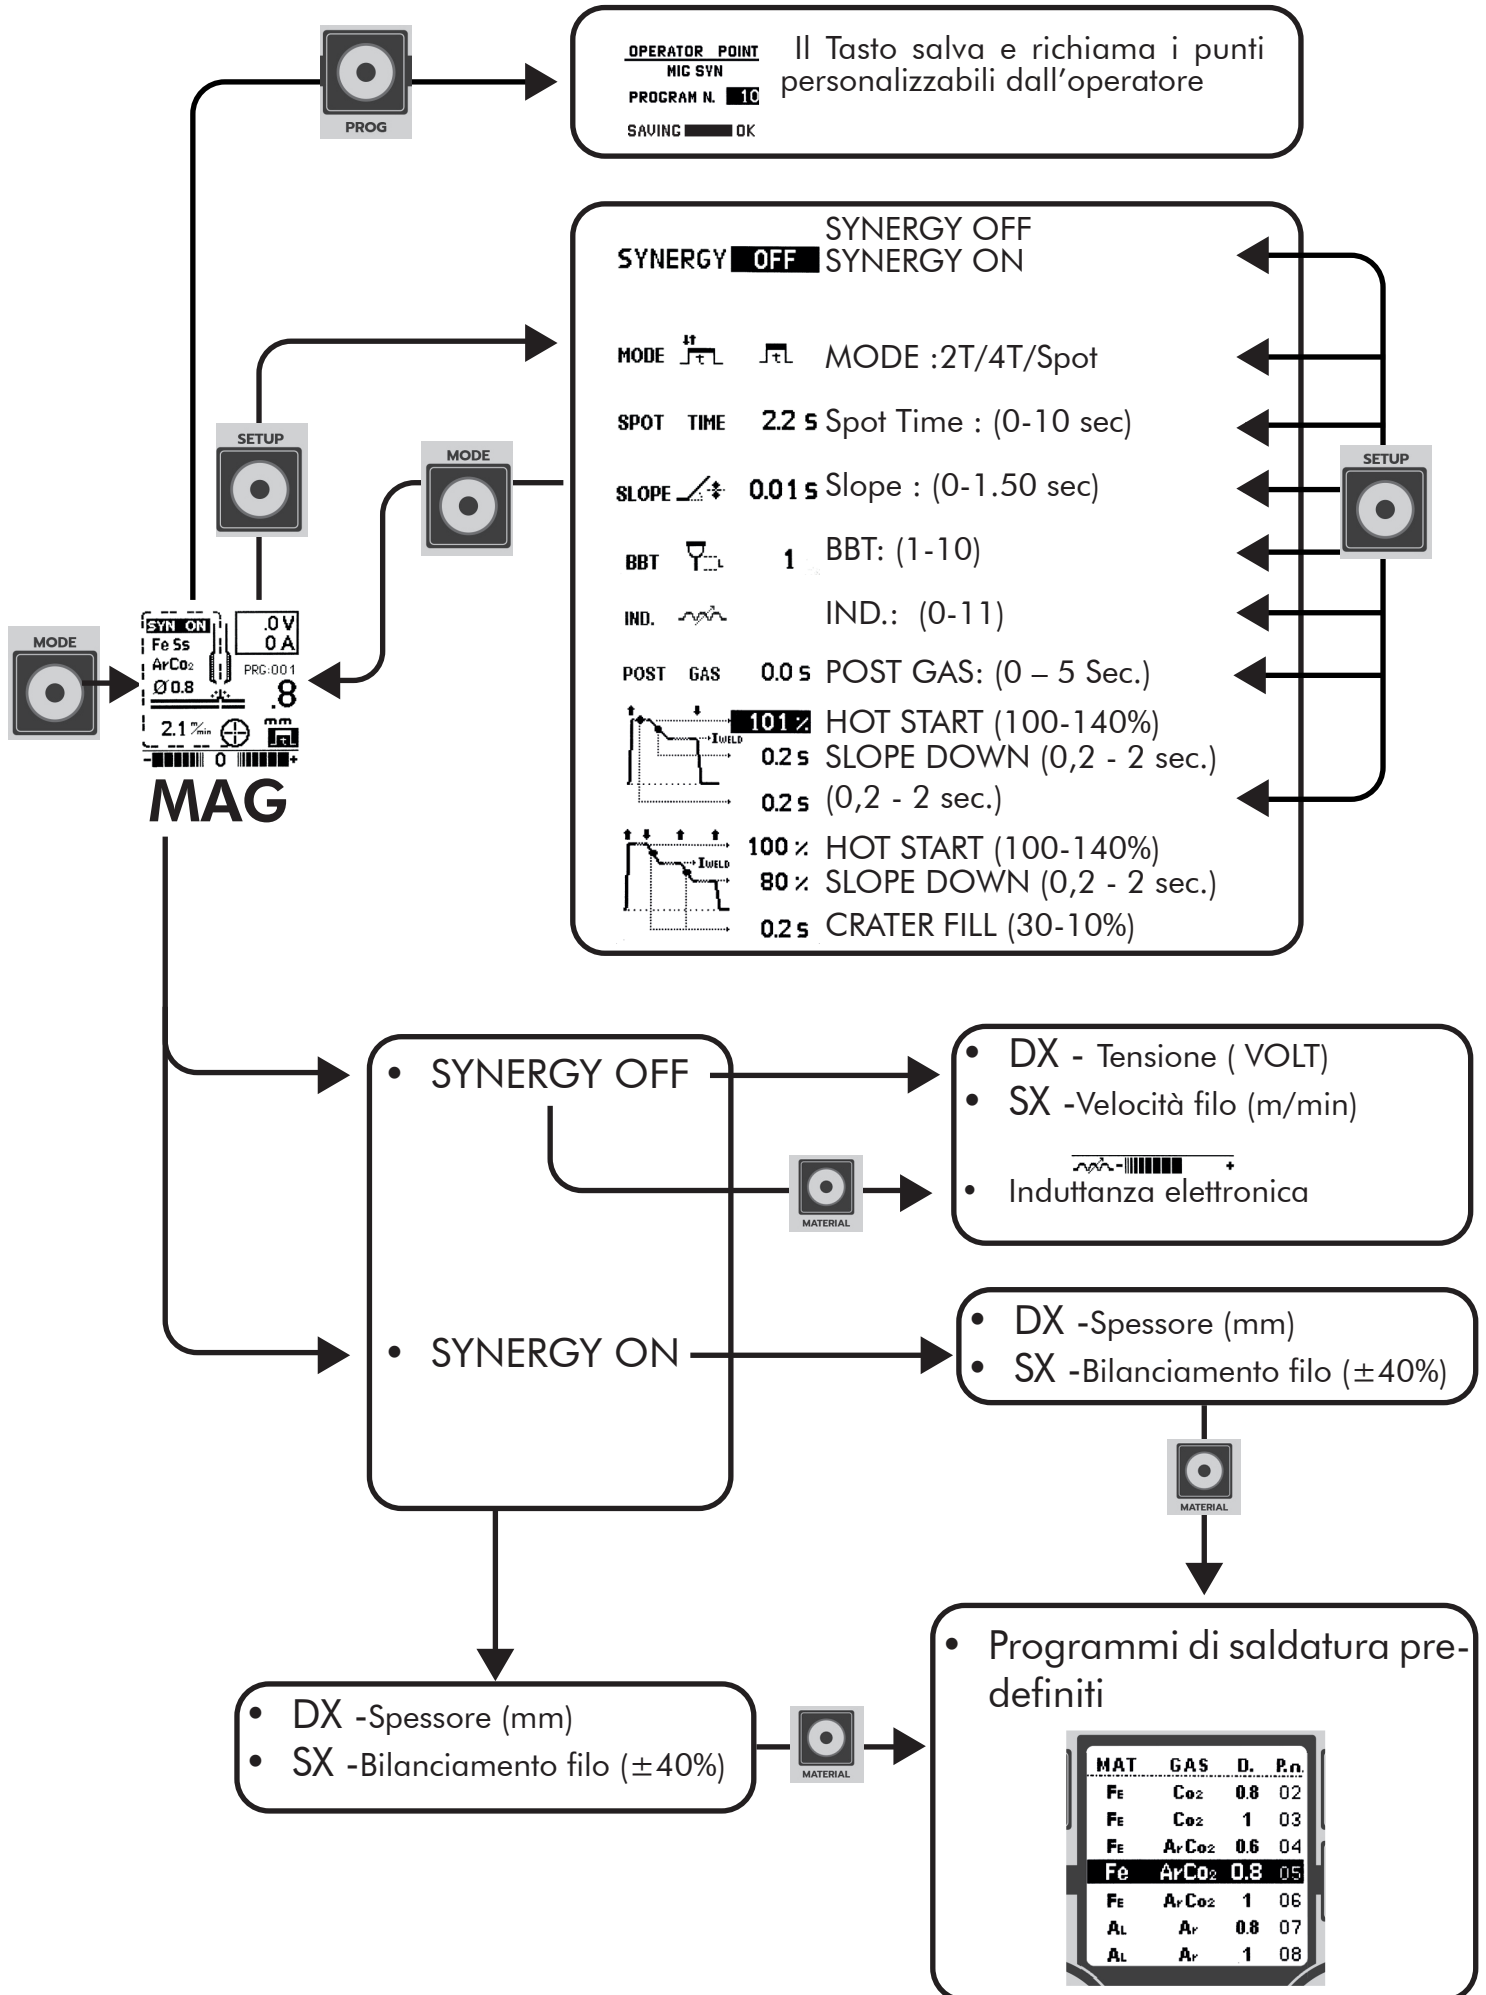 PROG
OPERATOR POINT
MIG SYN
PROGRAM N. 10
SAVING OK
Il Tasto salva e richiama i punti
personalizzabili dall'operatore
SYNERGY OFF
SYNERGY OFF
SYNERGY ON
MODE t t MODE :2T/4T/Spot
SPOT TIME 2.2 s Spot Time : (0-10 sec)
SLOPE 0.01 s Slope : (0-1.50 sec)
BBT L 1 BBT: (1-10)
IND. IND.: (0-11)
POST GAS 0.0 s POST GAS: (0 – 5 Sec.)
101 % HOT START (100-140%)
IWELD
0.2 s SLOPE DOWN (0,2 - 2 sec.)
0.2 s (0,2 - 2 sec.)
100 % HOT START (100-140%)
IWELD
80 % SLOPE DOWN (0,2 - 2 sec.)
0.2 s CRATER FILL (30-10%)
SETUP
SETUP
MODE
MODE
SYN ON
Fe Ss
ArCo2
Ø 0.8
.0 V
0 A
PRG:001
.8
2.1 m/min
t
- 0 +
MAG
• SYNERGY OFF
• DX - Tensione ( VOLT)
• SX -Velocità filo (m/min)
- +
• Induttanza elettronica
MATERIAL
• SYNERGY ON
• DX -Spessore (mm)
• SX -Bilanciamento filo (±40%)
MATERIAL
• DX -Spessore (mm)
• SX -Bilanciamento filo (±40%)
MATERIAL
• Programmi di saldatura pre-
definiti
MAT GAS D. P.n.
FE Co2 0.8 02
FE Co2 1 03
FE ArCo2 0.6 04
Fe ArCo2 0.8 05
FE ArCo2 1 06
AL Ar 0.8 07
AL Ar 1 08